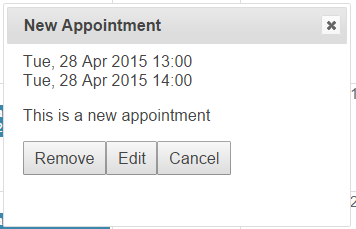 New Appointment
Tue, 28 Apr 2015 13:00
Tue, 28 Apr 2015 14:00
This is a new appointment
Remove Edit Cancel